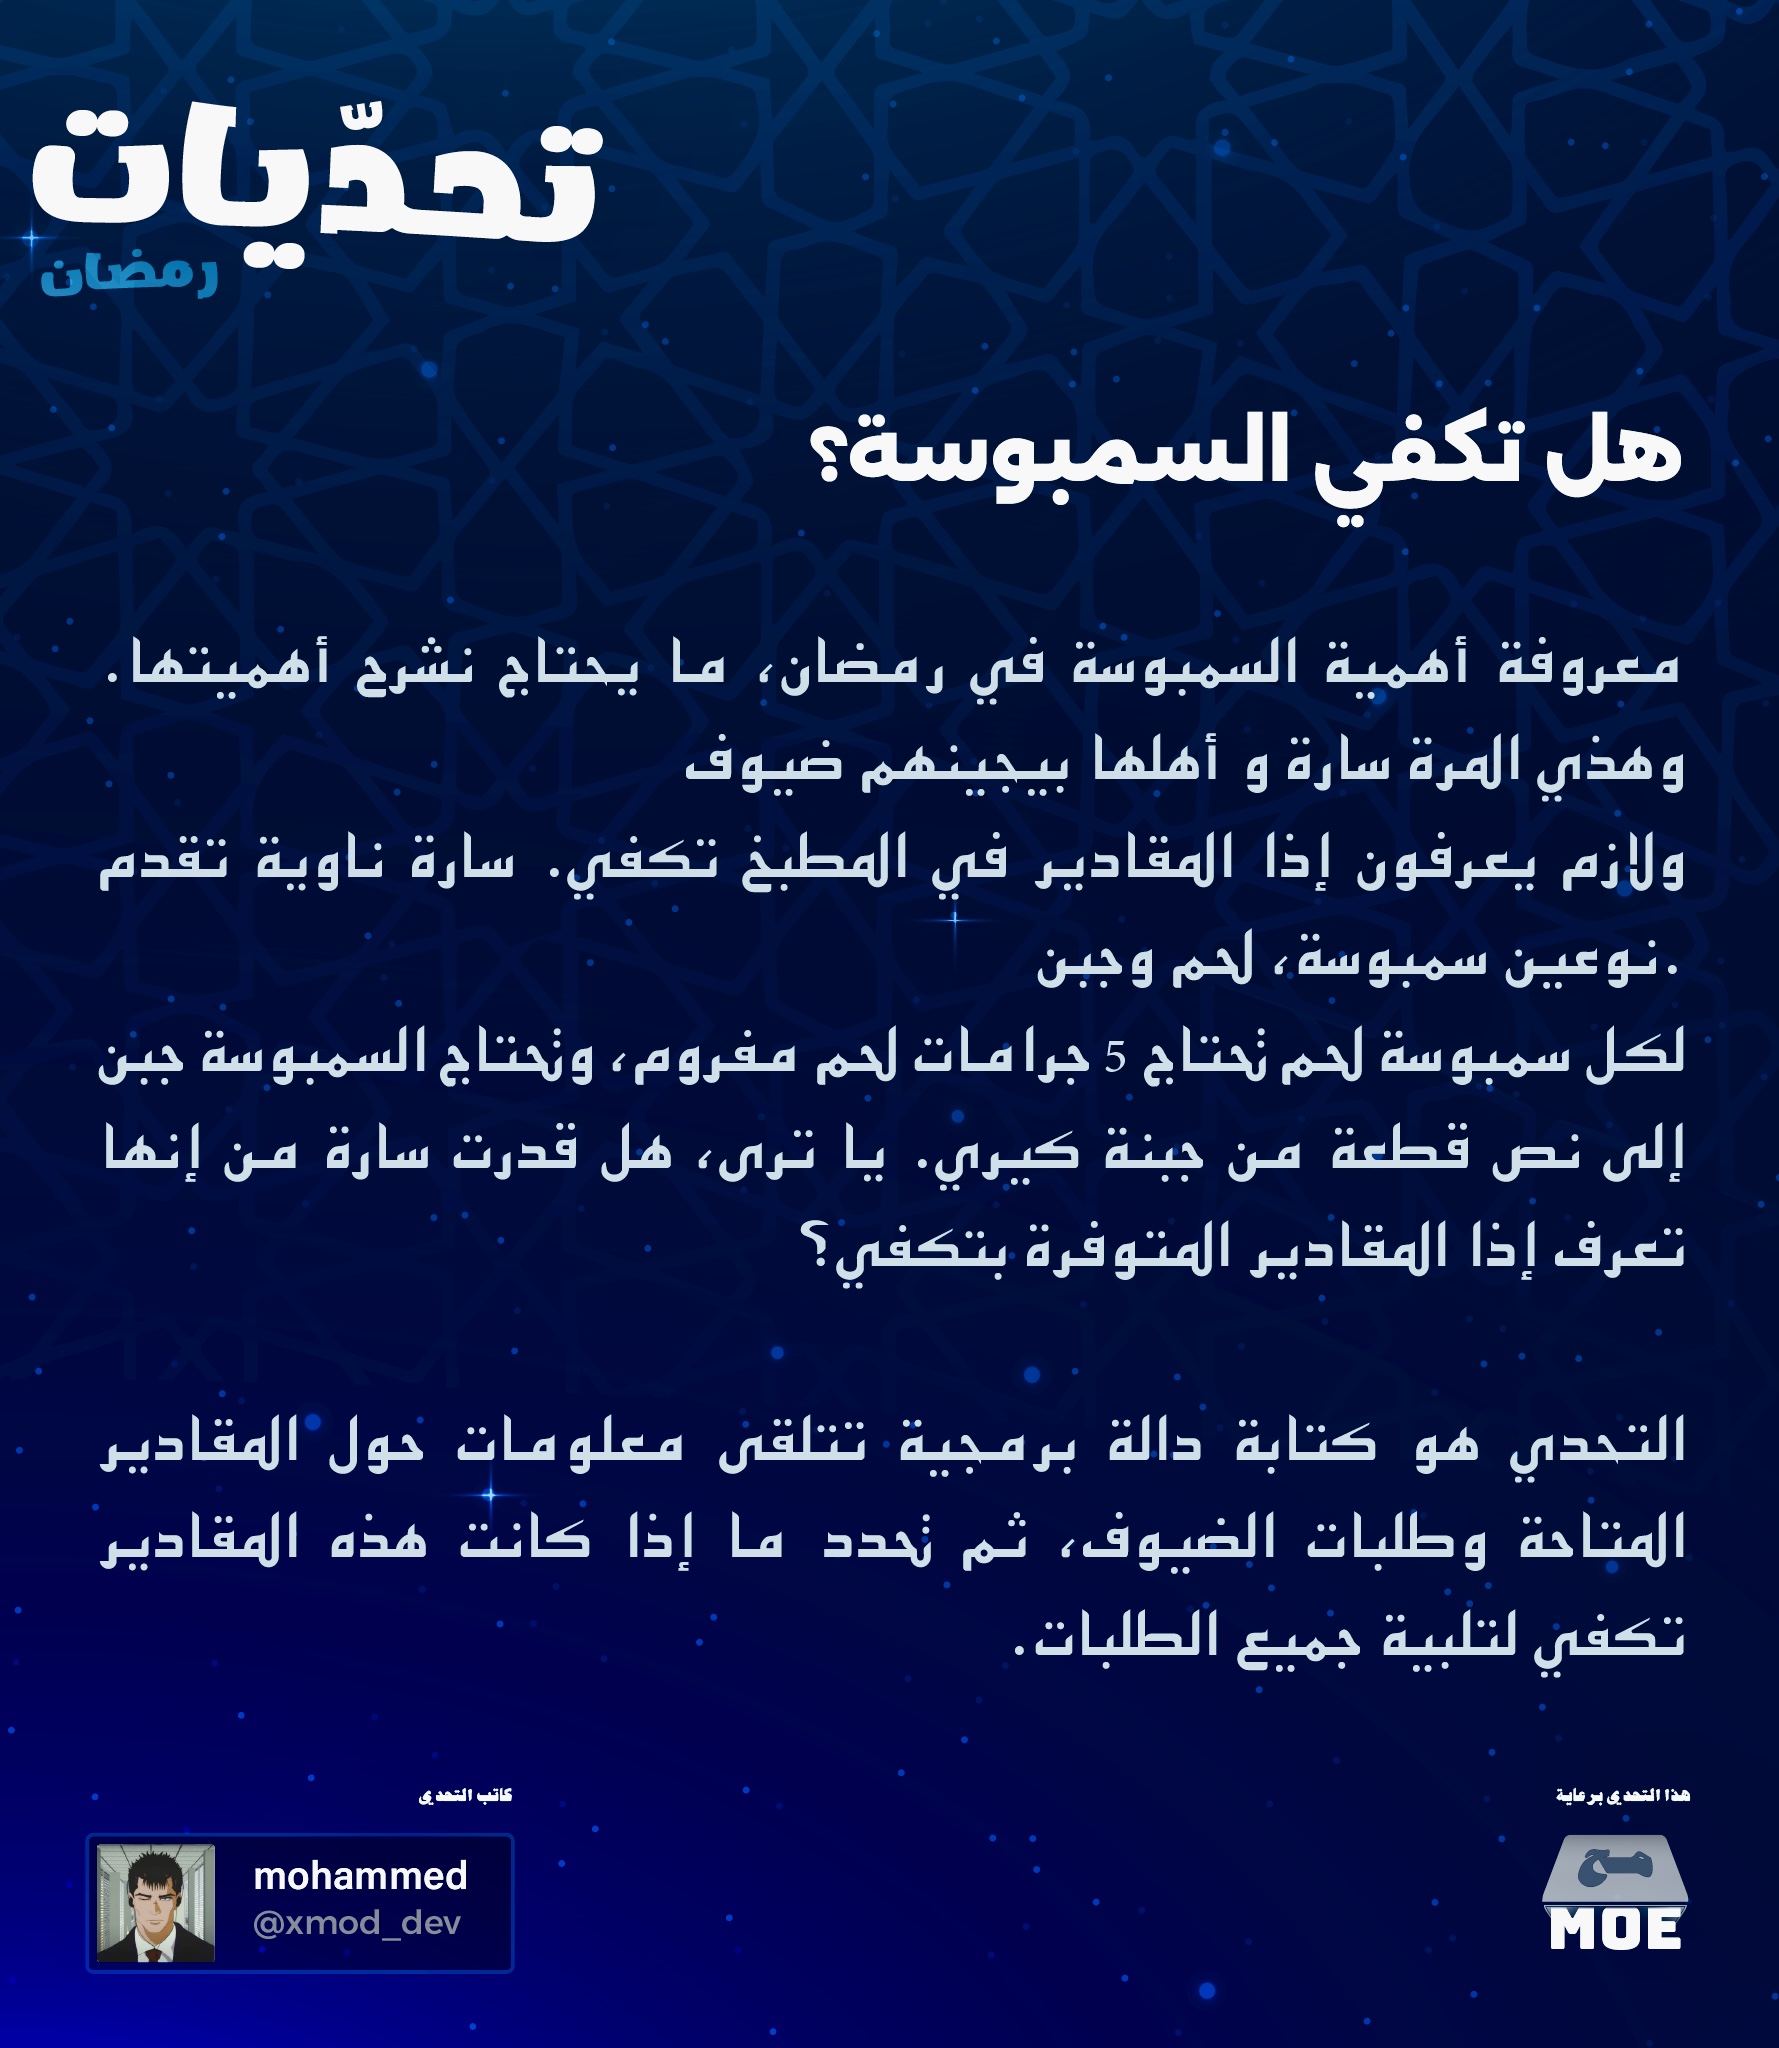 تحدّيات
رمضان
هل تكفي السمبوسة؟
معروفة أهمية السمبوسة في رمضان، ما يحتاج نشرح أهميتها.
وهذي المرة سارة و أهلها بيجينهم ضيوف
ولازم يعرفون إذا المقادير في المطبخ تكفي. سارة ناوية تقدم
.نوعين سمبوسة، لحم وجبن
لكل سمبوسة لحم نحتاج 5 جرامات لحم مفروم، ونحتاج السمبوسة جبن
إلى نص قطعة من جبنة كيري. يا ترى، هل قدرت سارة من إنها
تعرف إذا المقادير المتوفرة بتكفي؟
التحدي هو كتابة دالة برمجية تتلقى معلومات حول المقادير
المتاحة وطلبات الضيوف، ثم نحدد ما إذا كانت هذه المقادير
تكفي لتلبية جميع الطلبات.
هذا التحدي برعاية
مح
MOE
كاتب التحدي
mohammed
@xmod_dev